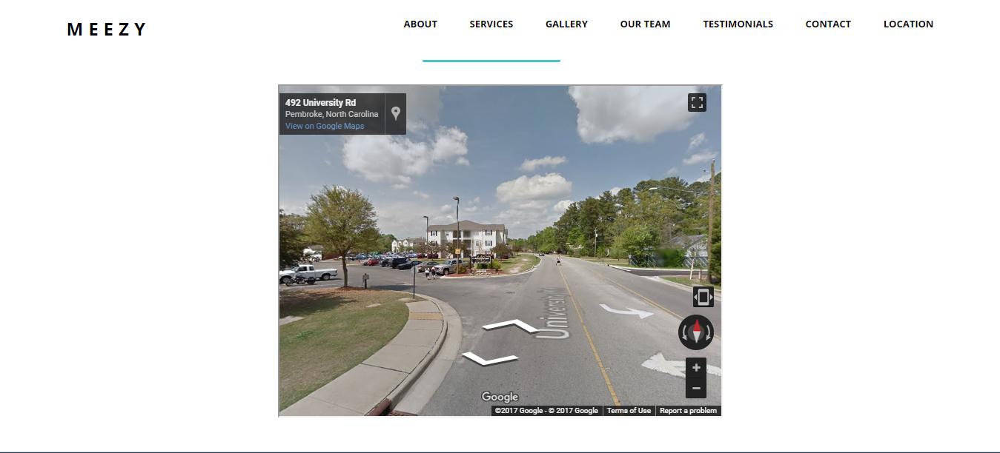 MEEZY
ABOUT SERVICES GALLERY OUR TEAM TESTIMONIALS CONTACT LOCATION
492 University Rd
Pembroke, North Carolina
View on Google Maps
University
Google
©2017 Google - © 2017 Google Terms of Use Report a problem